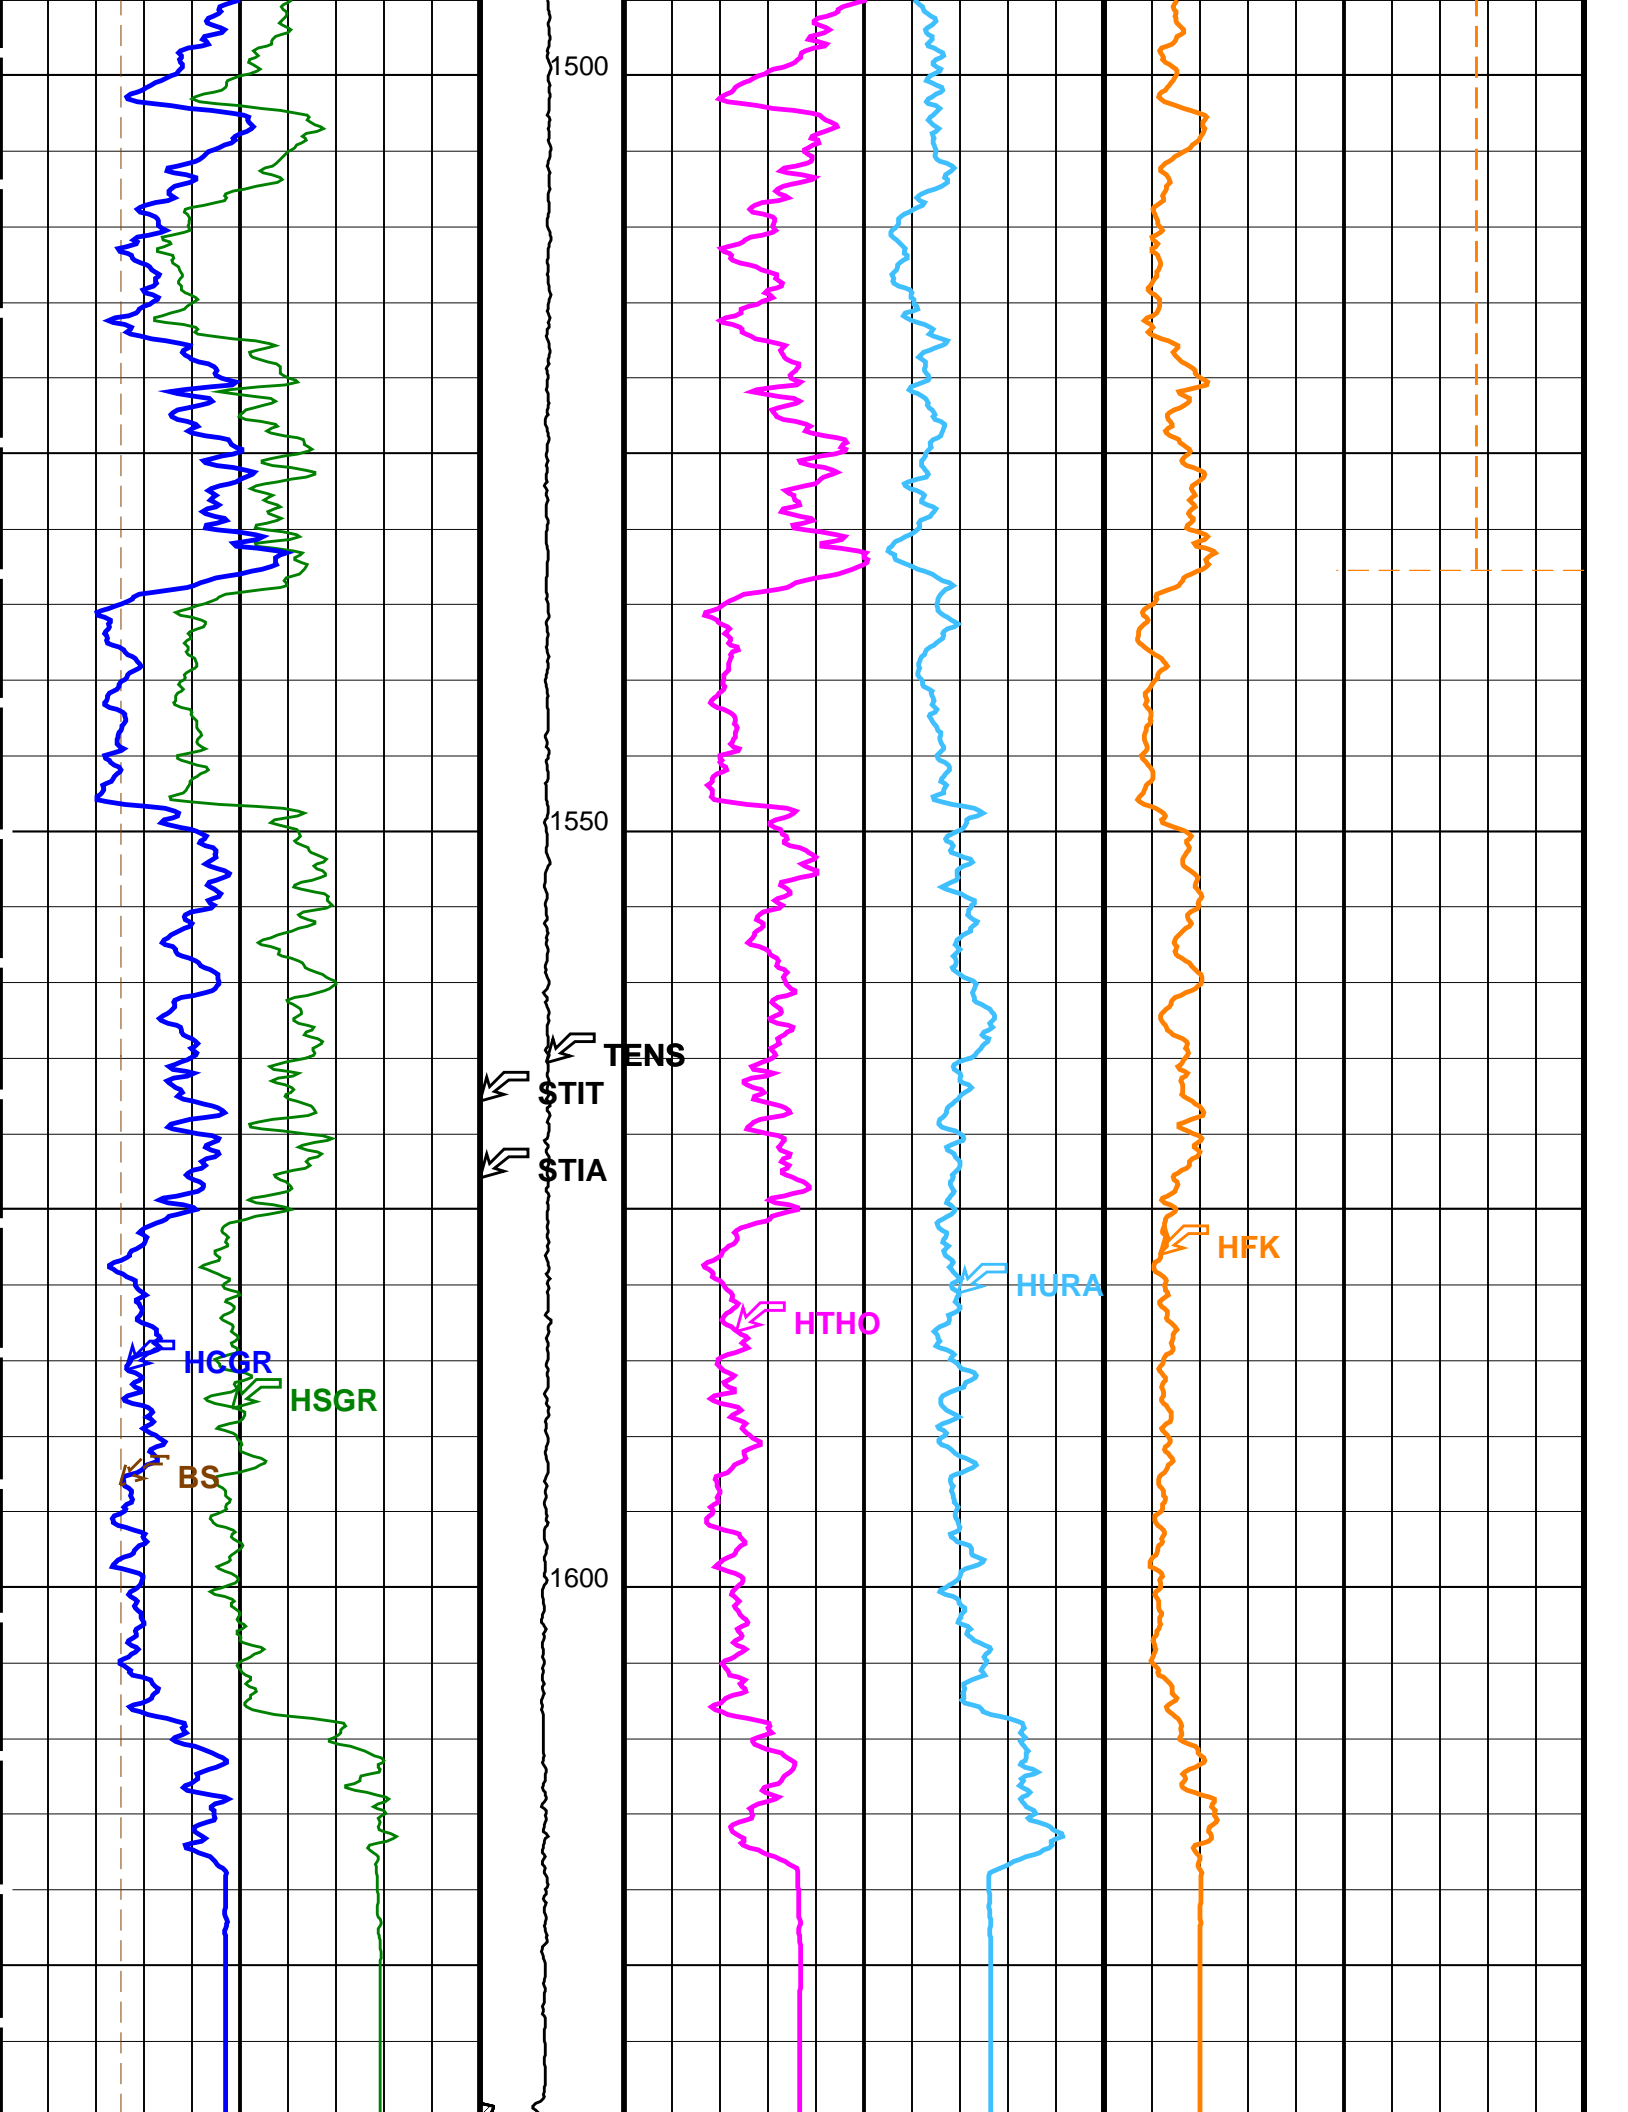 1500
1550
TENS
STIT
STIA
HFK
HURA
HTHO
HCGR
HSGR
BS
1600